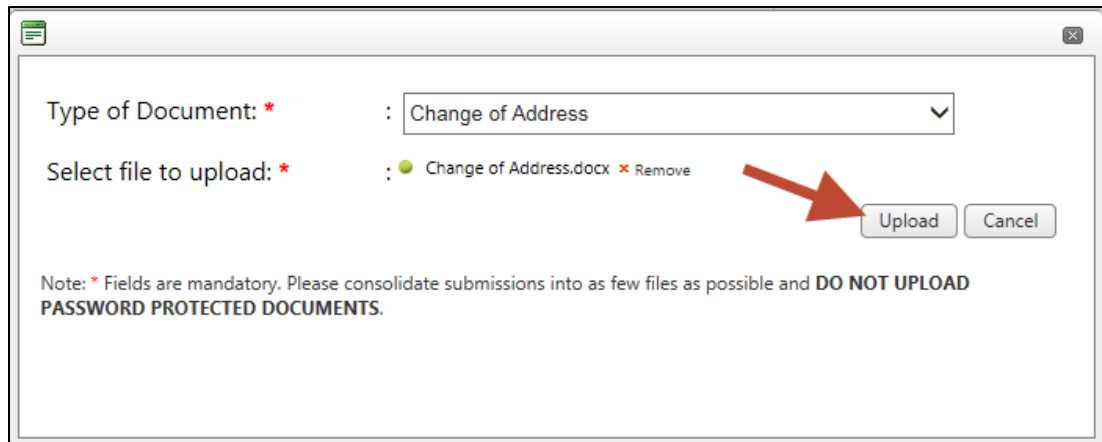 Type of Document: * : Change of Address
Select file to upload: * : Change of Address.docx × Remove
Upload Cancel
Note: * Fields are mandatory. Please consolidate submissions into as few files as possible and DO NOT UPLOAD
PASSWORD PROTECTED DOCUMENTS.